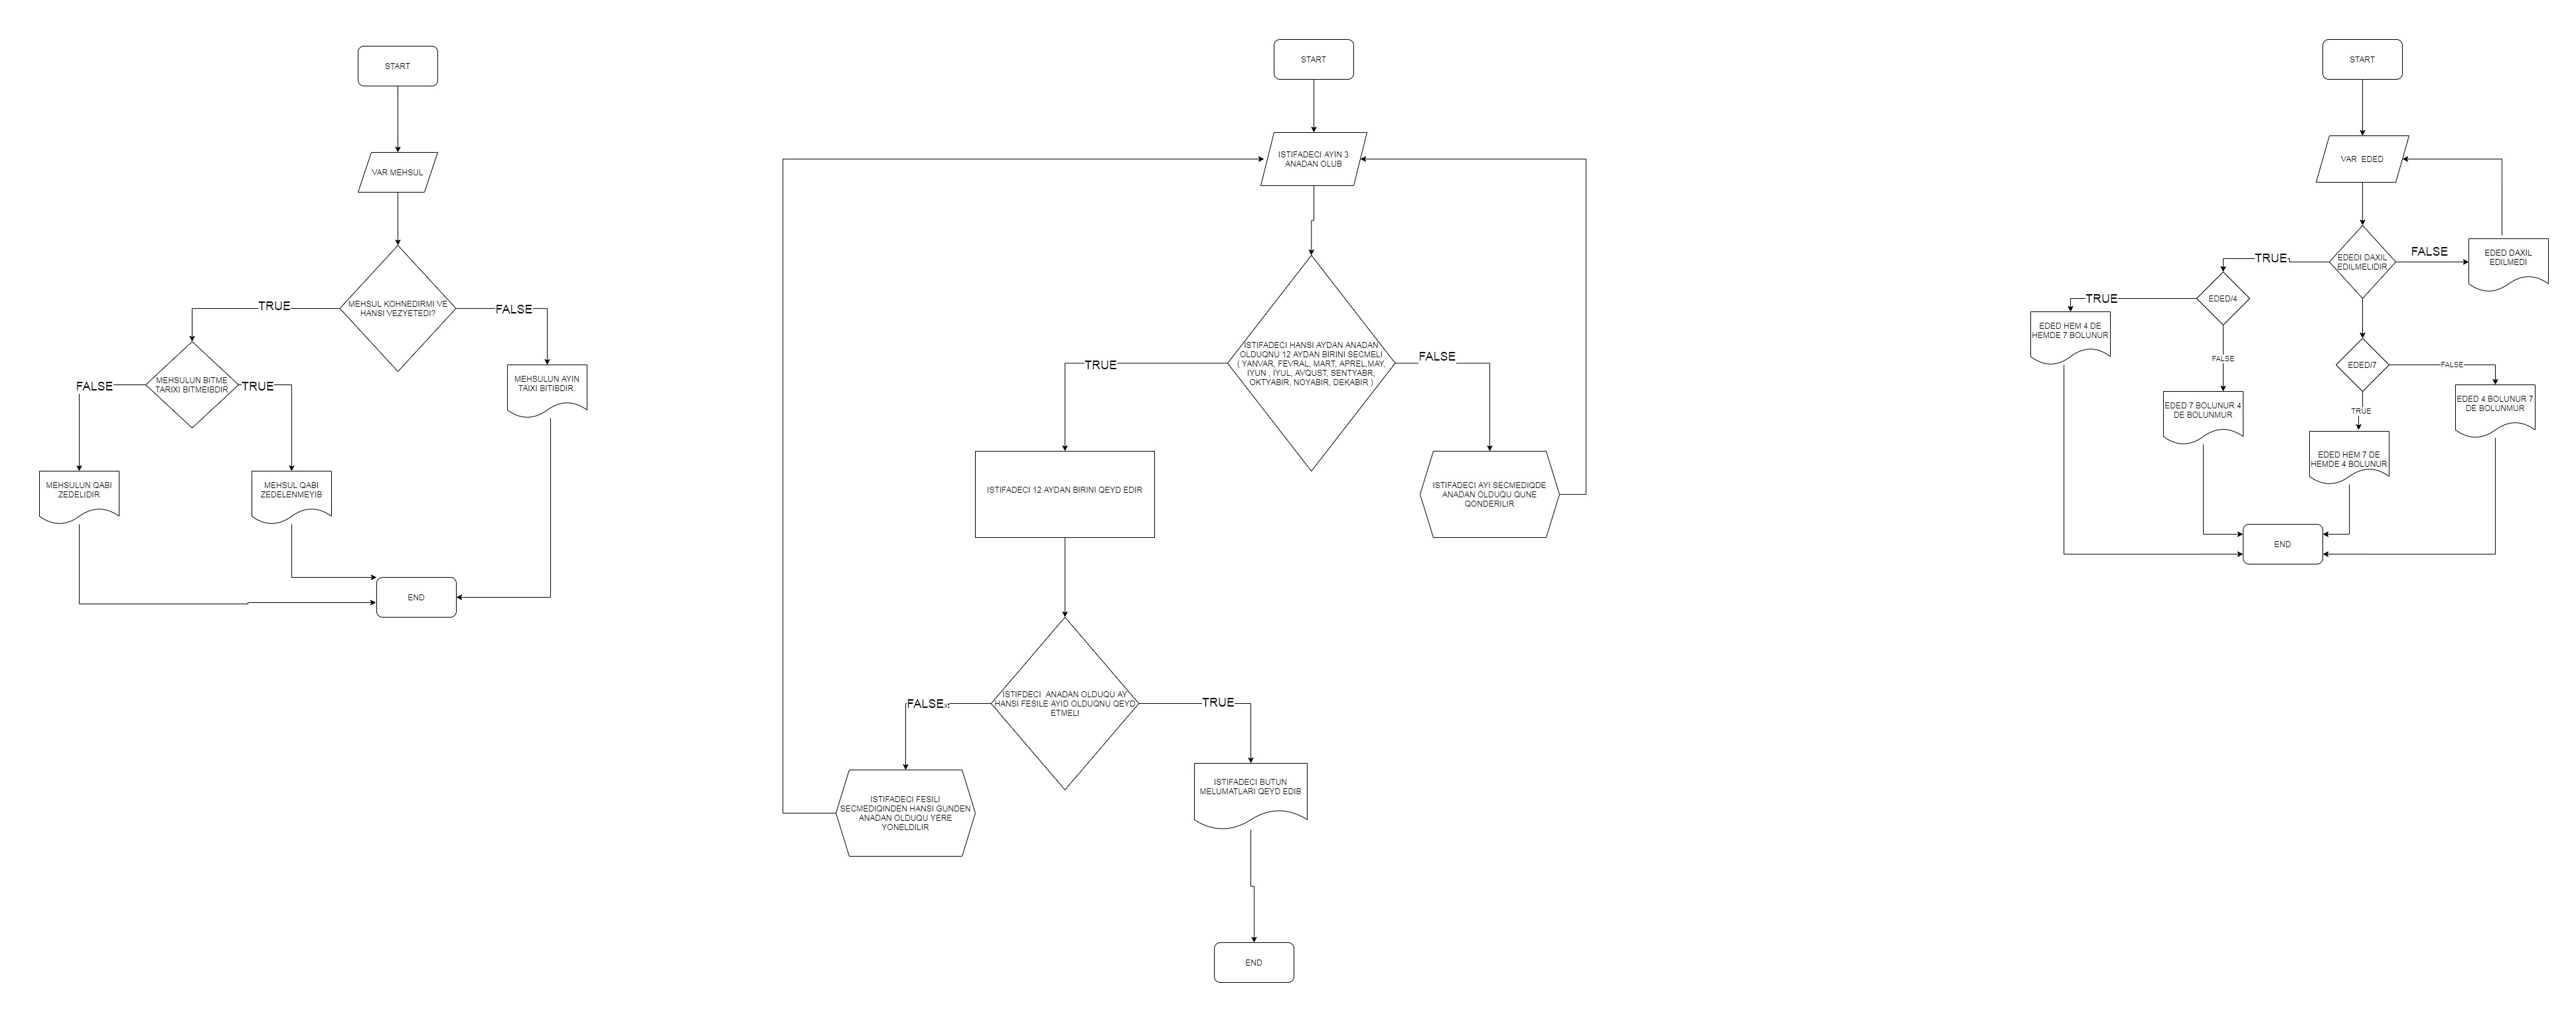 START
VAR MEHSUL
MEHSUL KOHNEDIRMI VE
HANSI VEZYETEDI?
TRUE
FALSE
MEHSULUN BITME
TARIXI BITMEIBDIR
FALSE
TRUE
MEHSULUN AYIN
TAIXI BITIBDIR.
MEHSULUN QABI
ZEDELIDIR
MEHSUL QABI
ZEDELENMEYIB
END
START
ISTIFADECI AYIN 3
ANADAN OLUB
ISTIFADECI HANSI AYDAN ANADAN
OLDUQNU 12 AYDAN BIRINI SECMELI
( YANVAR, FEVRAL, MART, APREL,MAY,
IYUN , IYUL, AVQUST, SENTYABR,
OKTYABIR, NOYABIR, DEKABIR )
TRUE
FALSE
ISTIFADECI 12 AYDAN BIRINI QEYD EDIR
ISTIFADECI AYI SECMEDIQDE
ANADAN OLDUQU QUNE
QONDERILIR
ISTIFDECI  ANADAN OLDUQU AY
HANSI FESILE AYID OLDUQNU QEYD
ETMELI
FALSExt
TRUE
ISTIFADECI FESILI
SECMEDIQINDEN HANSI GUNDEN
ANADAN OLDUQU YERE
YONELDILIR
ISTIFADECI BUTUN
MELUMATLARI QEYD EDIB
END
START
VAR  EDED
EDEDI DAXIL
EDILMELIDIR
TRUE
FALSE
EDED DAXIL
EDILMEDI
EDED/4
TRUE
EDED HEM 4 DE
HEMDE 7 BOLUNUR
FALSE
EDED 7 BOLUNUR 4
DE BOLUNMUR
EDED/7
FALSE
TRUE
EDED 4 BOLUNUR 7
DE BOLUNMUR
EDED HEM 7 DE
HEMDE 4 BOLUNUR
END